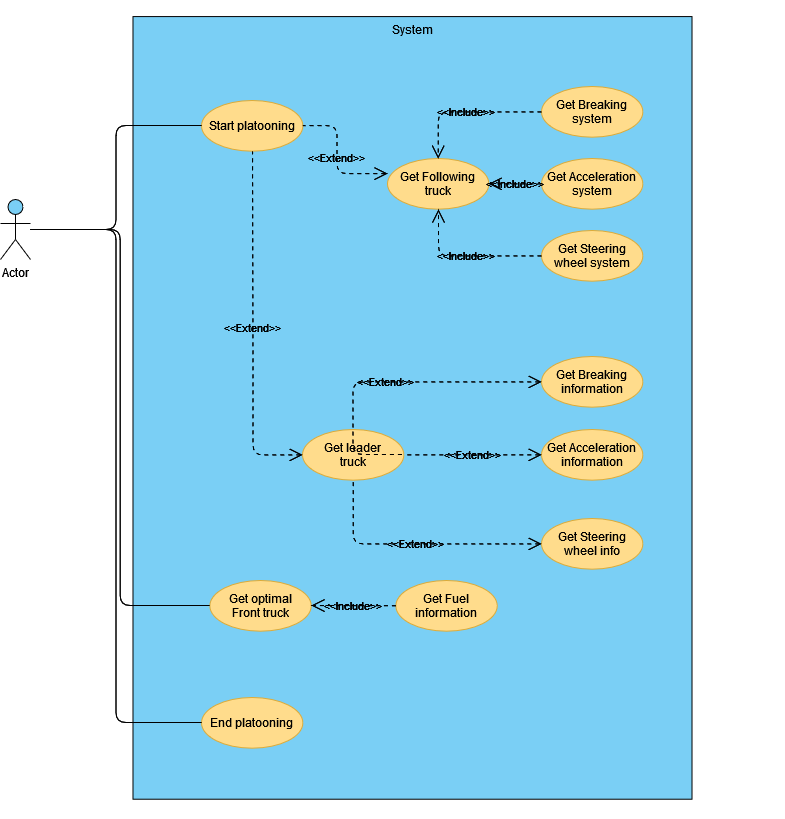 System
Start platooning
<<Extend>>
Get Following
truck
<<Include>>
Get Breaking
system
<<Include>>
Get Acceleration
system
<<Include>>
Get Steering
wheel system
Actor
<<Extend>>
Get leader
truck
<<Extend>>
Get Breaking
information
<<Extend>>
Get Acceleration
information
<<Extend>>
Get Steering
wheel info
Get optimal
Front truck
<<Include>>
Get Fuel
information
End platooning